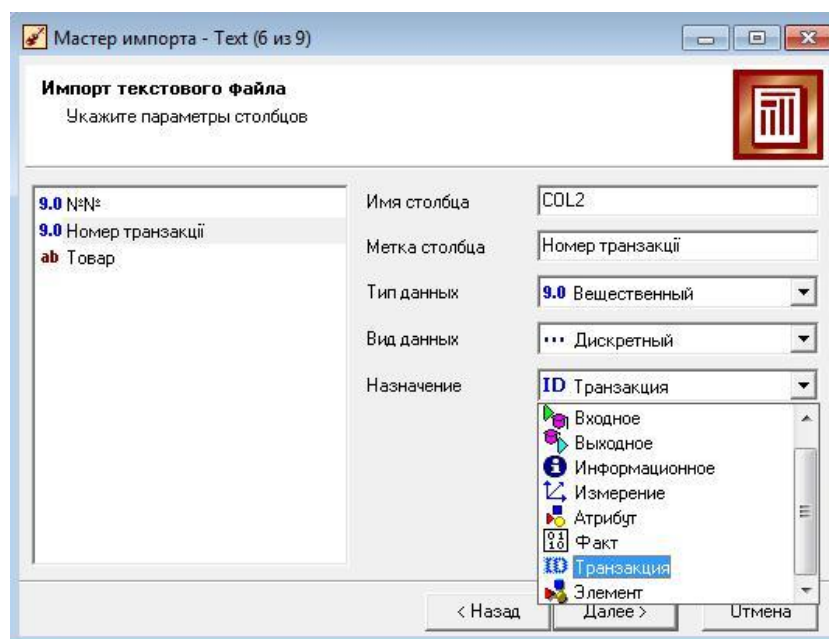 Мастер импорта - Text (6 из 9)
Импорт текстового файла
Укажите параметры столбцов
9.0 №№
9.0 Номер транзакції
ab Товар
Имя столбца
COL2
Метка столбца
Номер транзакції
Тип данных
9.0 Вещественный
Вид данных
Дискретный
Назначение
ID Транзакция
Входное
Выходное
Информационное
Измерение
Атрибут
Факт
ID Транзакция
Элемент
< Назад
Далее >
Отмена